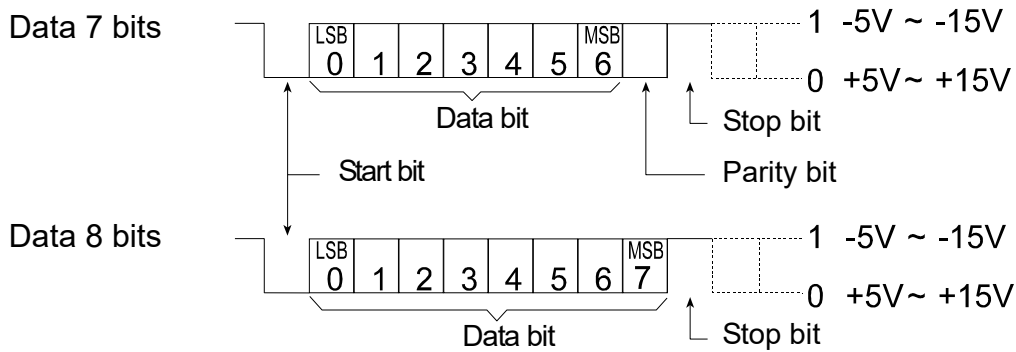 Data 7 bits
LSB MSB
0 1 2 3 4 5 6
1 -5V ~ -15V
0 +5V~ +15V
Data bit
Stop bit
Start bit
Parity bit
Data 8 bits
LSB MSB
0 1 2 3 4 5 6 7
1 -5V ~ -15V
0 +5V~ +15V
Data bit
Stop bit